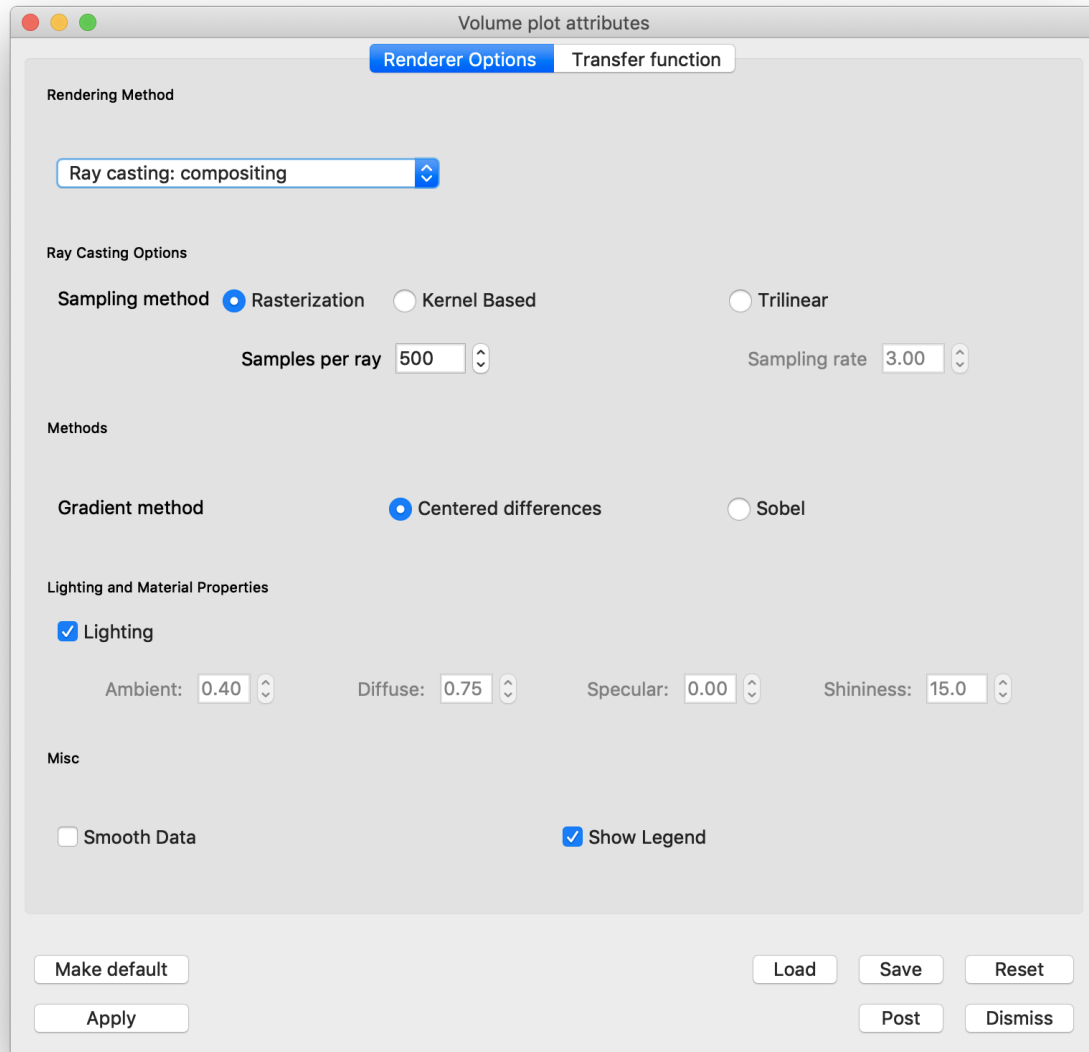 Volume plot attributes
Renderer Options Transfer function
Rendering Method
Ray casting: compositing
Ray Casting Options
Sampling method Rasterization Kernel Based Trilinear
Samples per ray 500 Sampling rate 3.00
Methods
Gradient method Centered differences Sobel
Lighting and Material Properties
Lighting
Ambient: 0.40 Diffuse: 0.75 Specular: 0.00 Shininess: 15.0
Misc
Smooth Data Show Legend
Make default Load Save Reset
Apply Post Dismiss